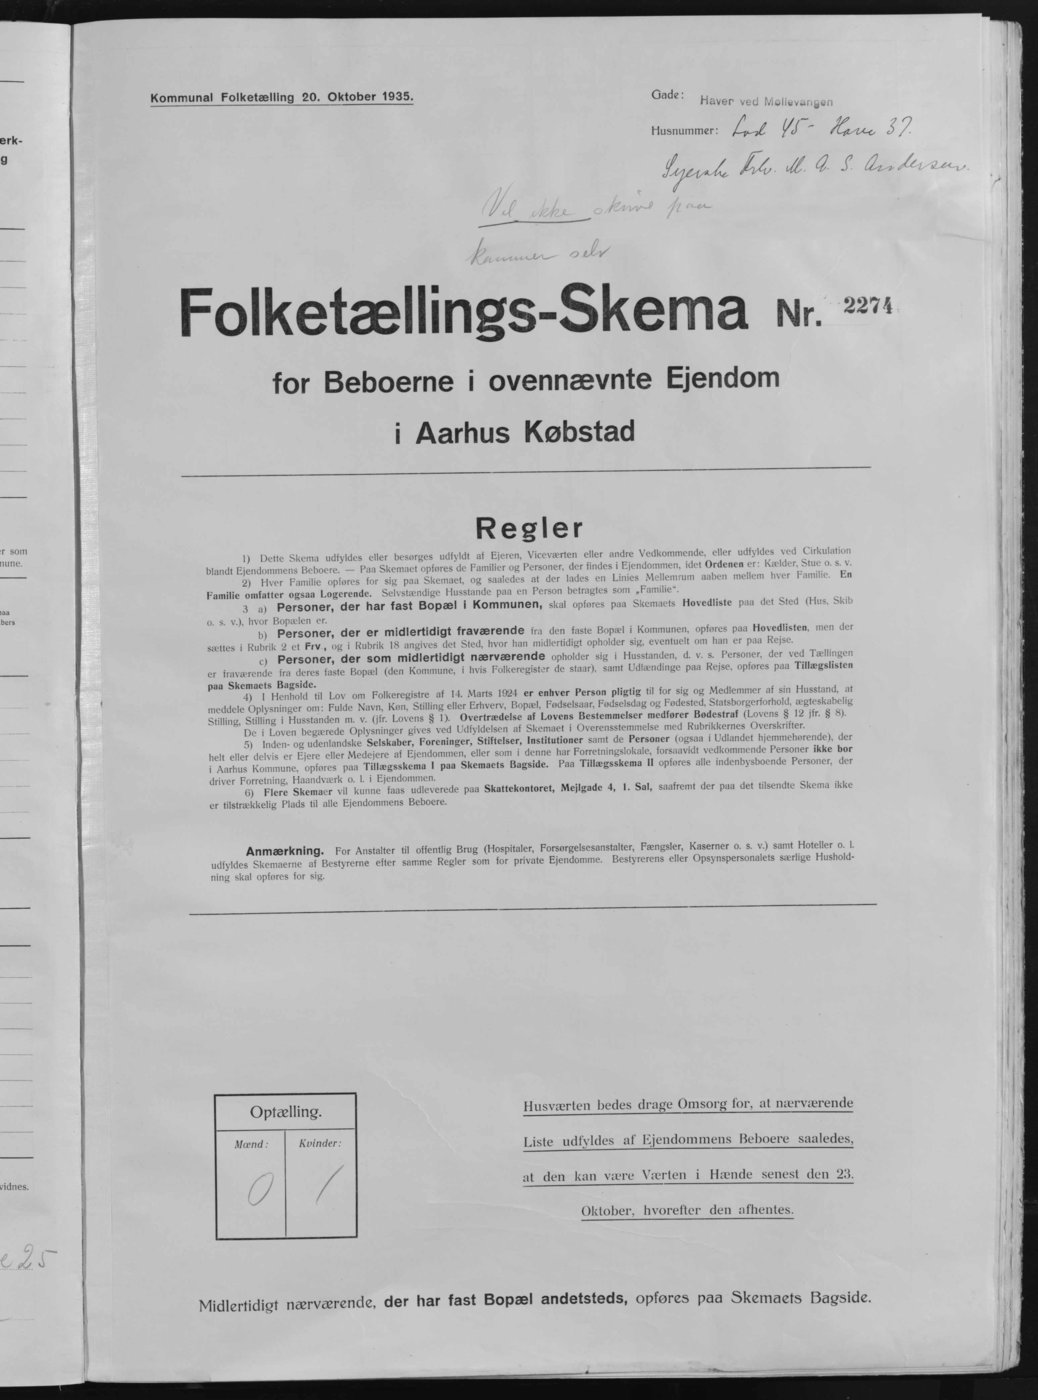 Kommunal Folketælling 20. Oktober 1935.
Gade: Haver ved Møllevangen
Husnummer: Lod 45 - Have 37.
Syerske Frk. M. A. S. Andersen.
Vil ikke skrive paa
kommer selv
Folketællings-Skema Nr. 2274
for Beboerne i ovennævnte Ejendom
i Aarhus Købstad
Regler
1) Dette Skema udfyldes eller besørges udfyldt af Ejeren, Viceværten eller andre Vedkommende, eller udfyldes ved Cirkulation
blandt Ejendommens Beboere. — Paa Skemaet opføres de Familier og Personer, der findes i Ejendommen, idet Ordenen er: Kælder, Stue o. s. v.
2) Hver Familie opføres for sig paa Skemaet, og saaledes at der lades en Linies Mellemrum aaben mellem hver Familie. En
Familie omfatter ogsaa Logerende. Selvstændige Husstande paa en Person betragtes som „Familie".
3 a) Personer, der har fast Bopæl i Kommunen, skal opføres paa Skemaets Hovedliste paa det Sted (Hus, Skib
o. s. v.), hvor Bopælen er.
b) Personer, der er midlertidigt fraværende fra den faste Bopæl i Kommunen, opføres paa Hovedlisten, men der
sættes i Rubrik 2 et Frv., og i Rubrik 18 angives det Sted, hvor han midlertidigt opholder sig, eventuelt om han er paa Rejse.
c) Personer, der som midlertidigt nærværende opholder sig i Husstanden, d. v. s. Personer, der ved Tællingen
er fraværende fra deres faste Bopæl (den Kommune, i hvis Folkeregister de staar), samt Udlændinge paa Rejse, opføres paa Tillægslisten
paa Skemaets Bagside.
4) I Henhold til Lov om Folkeregistre af 14. Marts 1924 er enhver Person pligtig til for sig og Medlemmer af sin Husstand, at
meddele Oplysninger om: Fulde Navn, Køn, Stilling eller Erhverv, Bopæl, Fødselsaar, Fødselsdag og Fødested, Statsborgerforhold, ægteskabelig
Stilling, Stilling i Husstanden m. v. (jfr. Lovens § 1). Overtrædelse af Lovens Bestemmelser medfører Bødestraf (Lovens § 12 jfr. § 8).
De i Loven begærede Oplysninger gives ved Udfyldelsen af Skemaet i Overensstemmelse med Rubrikkernes Overskrifter.
5) Inden- og udenlandske Selskaber, Foreninger, Stiftelser, Institutioner samt de Personer (ogsaa i Udlandet hjemmehørende), der
helt eller delvis er Ejere eller Medejere af Ejendommen, eller som i denne har Forretningslokale, forsaavidt vedkommende Personer ikke bor
i Aarhus Kommune, opføres paa Tillægsskema I paa Skemaets Bagside. Paa Tillægsskema II opføres alle indenbysboende Personer, der
driver Forretning, Haandværk o. l. i Ejendommen.
6) Flere Skemaer vil kunne faas udleverede paa Skattekontoret, Mejlgade 4, 1. Sal, saafremt der paa det tilsendte Skema ikke
er tilstrækkelig Plads til alle Ejendommens Beboere.
Anmærkning. For Anstalter til offentlig Brug (Hospitaler, Forsørgelsesanstalter, Fængsler, Kaserner o. s. v.) samt Hoteller o. l.
udfyldes Skemaerne af Bestyrerne efter samme Regler som for private Ejendomme. Bestyrerens eller Opsynspersonalets særlige Hushold-
ning skal opføres for sig.
Optælling.
Mænd: Kvinder:
0 1
Husværten bedes drage Omsorg for, at nærværende
Liste udfyldes af Ejendommens Beboere saaledes,
at den kan være Værten i Hænde senest den 23.
Oktober, hvorefter den afhentes.
Midlertidigt nærværende, der har fast Bopæl andetsteds, opføres paa Skemaets Bagside.